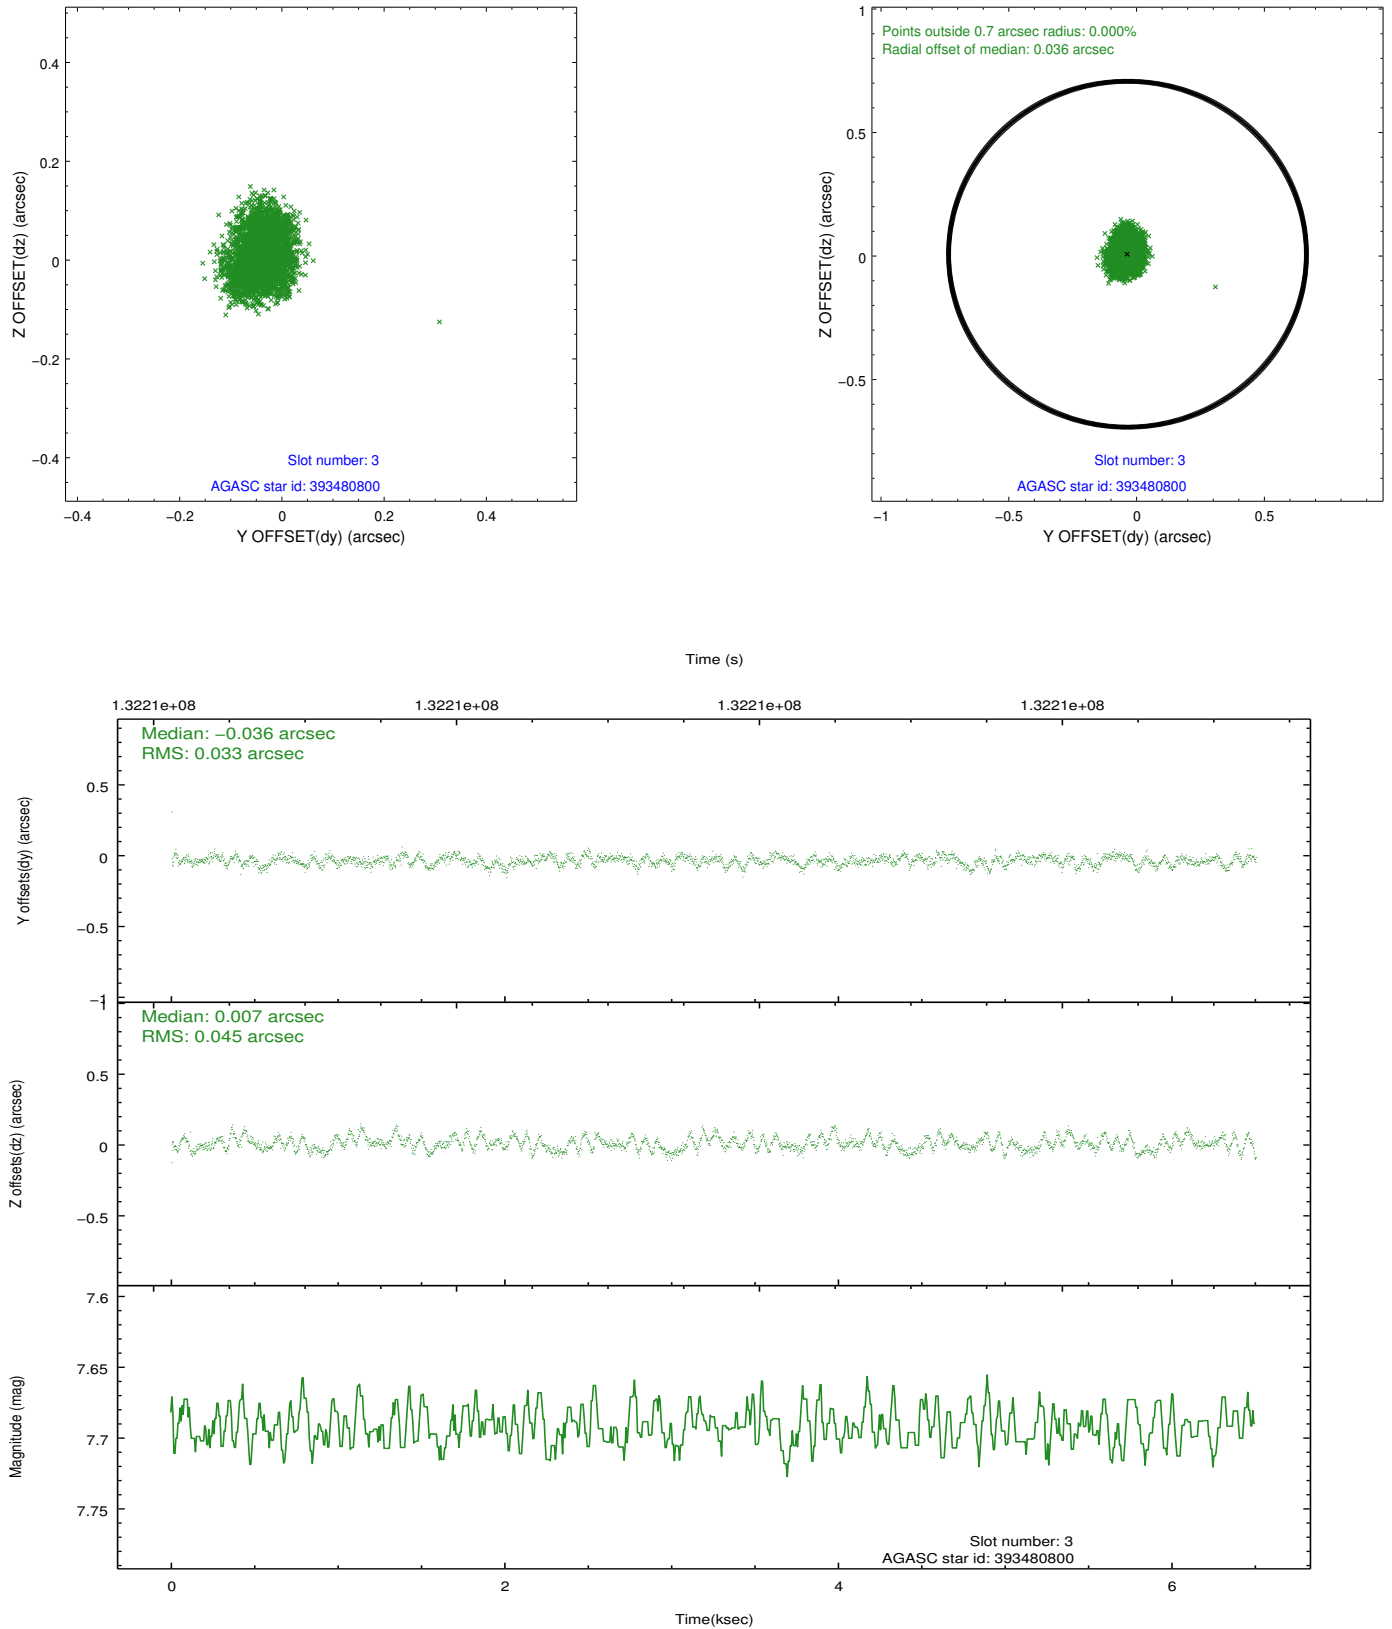 0.4
0.2
0
−0.2
−0.4
Z OFFSET(dz) (arcsec)
Slot number: 3
AGASC star id: 393480800
−0.4 −0.2 0 0.2 0.4
Y OFFSET(dy) (arcsec)
1
0.5
0
−0.5
Z OFFSET(dz) (arcsec)
Points outside 0.7 arcsec radius: 0.000%
Radial offset of median: 0.036 arcsec
Slot number: 3
AGASC star id: 393480800
−1 −0.5 0 0.5
Y OFFSET(dy) (arcsec)
Time (s)
1.3221e+08 1.3221e+08 1.3221e+08 1.3221e+08
Median: −0.036 arcsec
RMS: 0.033 arcsec
0.5
0
−0.5
−1
Y offsets(dy) (arcsec)
1
Median: 0.007 arcsec
RMS: 0.045 arcsec
0.5
0
−0.5
Z offsets(dz) (arcsec)
7.6
7.65
7.7
7.75
Magnitude (mag)
Slot number: 3
AGASC star id: 393480800
0 2 4 6
Time(ksec)